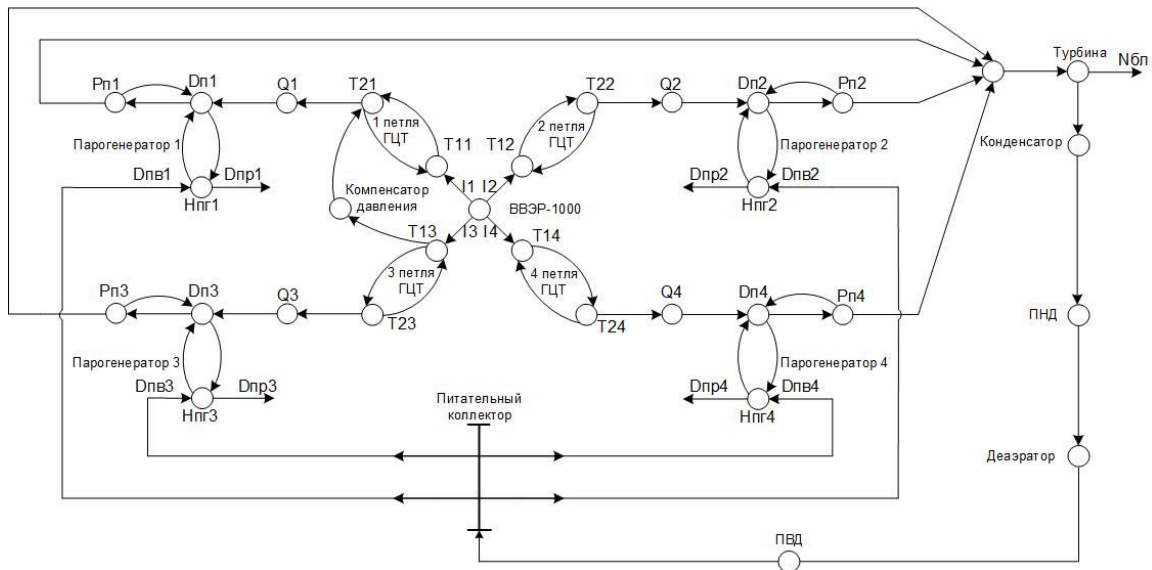 Турбина
Nбл
Рп1
Dп1
Q1
T21
T22
Q2
Dп2
Рп2
1 петля
ГЦТ
2 петля
ГЦТ
Парогенератор 1
T11
T12
Парогенератор 2
Конденсатор
Dпв1
Dпр1
Нпг1
Компенсатор
давления
I1 I2
ВВЭР-1000
I3 I4
Dпр2
Dпв2
Нпг2
T13
T14
3 петля
ГЦТ
4 петля
ГЦТ
Рп3
Dп3
Q3
T23
T24
Q4
Dп4
Рп4
ПНД
Парогенератор 3
Парогенератор 4
Dпв3
Dпр3
Нпг3
Dпр4
Dпв4
Нпг4
Питательный
коллектор
Деаэратор
ПВД